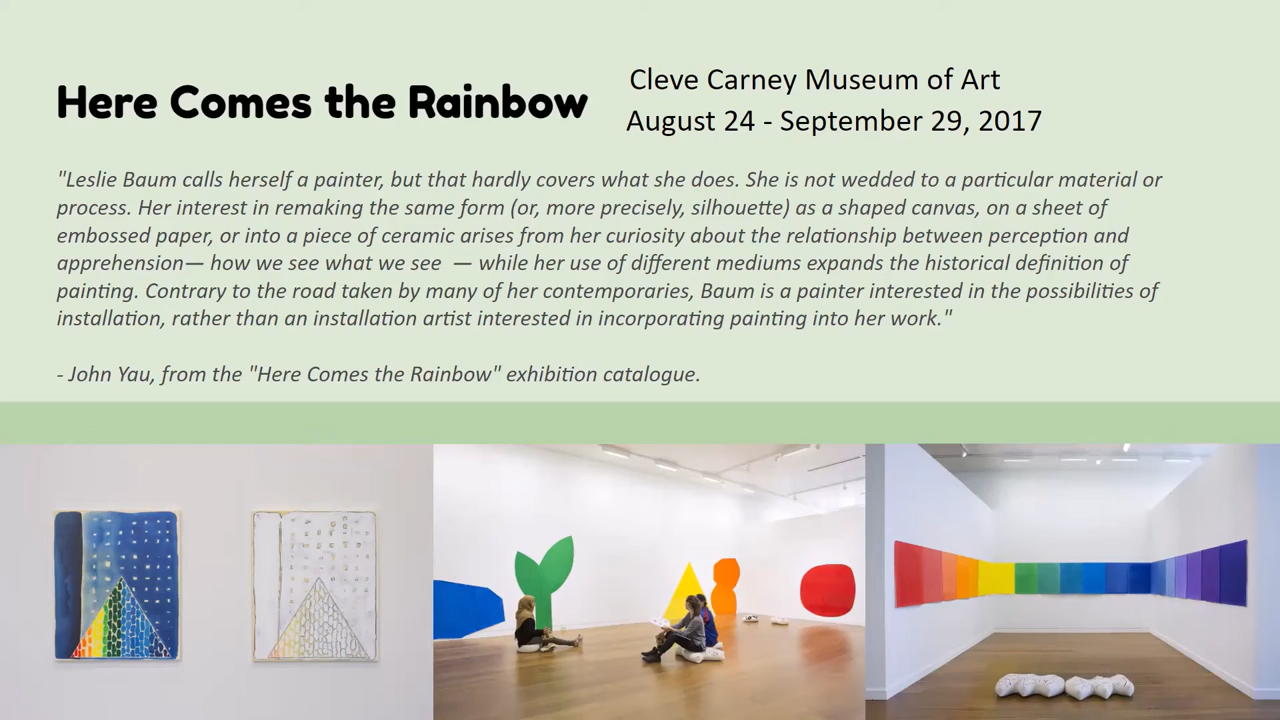 Here Comes the Rainbow
Cleve Carney Museum of Art
August 24 - September 29, 2017
"Leslie Baum calls herself a painter, but that hardly covers what she does. She is not wedded to a particular material or
process. Her interest in remaking the same form (or, more precisely, silhouette) as a shaped canvas, on a sheet of
embossed paper, or into a piece of ceramic arises from her curiosity about the relationship between perception and
apprehension— how we see what we see — while her use of different mediums expands the historical definition of
painting. Contrary to the road taken by many of her contemporaries, Baum is a painter interested in the possibilities of
installation, rather than an installation artist interested in incorporating painting into her work."
- John Yau, from the "Here Comes the Rainbow" exhibition catalogue.